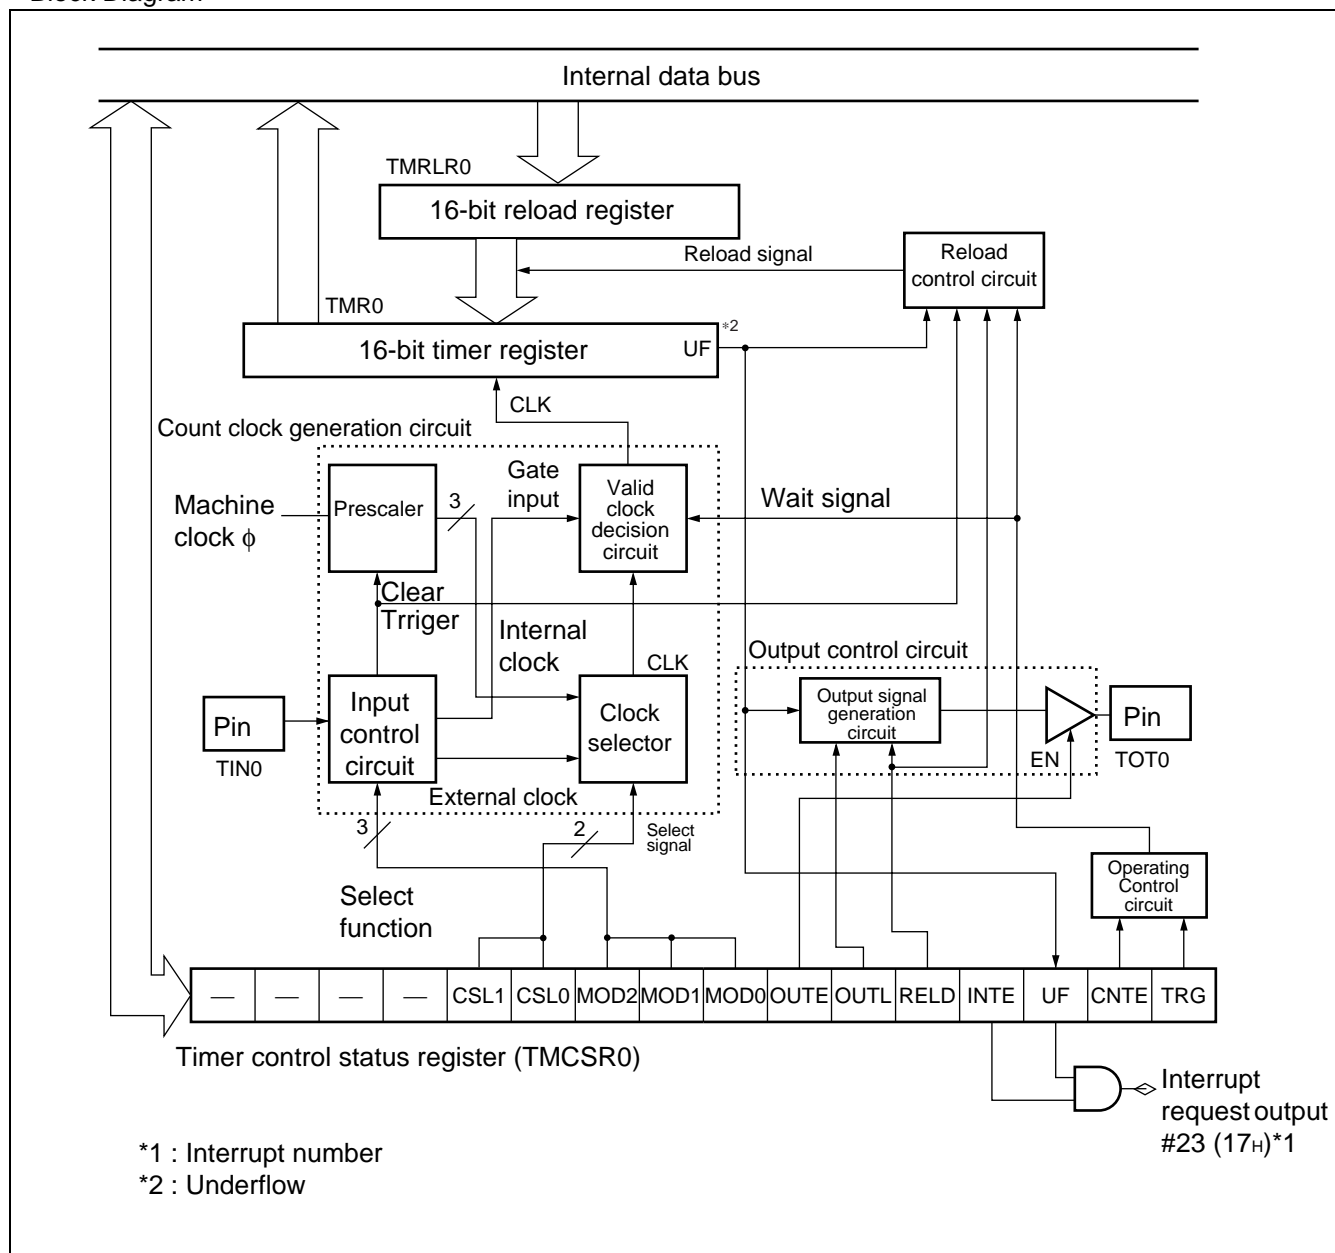 Block Diagram
Internal data bus
TMRLR0
16-bit reload register
Reload signal
Reload
control circuit
TMR0
16-bit timer register
UF
*2
CLK
Count clock generation circuit
Machine
clock ϕ
Prescaler
3
Gate
input
Valid
clock
decision
circuit
Wait signal
Clear
Trriger
Internal
clock
CLK
Output control circuit
Pin
TIN0
Input
control
circuit
Clock
selector
External clock
Output signal
generation
circuit
EN
Pin
TOT0
3
2
Select
signal
Select
function
Operating
Control
circuit
— — — — CSL1 CSL0 MOD2 MOD1 MOD0 OUTE OUTL RELD INTE UF CNTE TRG
Timer control status register (TMCSR0)
Interrupt
request output
#23 (17H)*1
*1 : Interrupt number
*2 : Underflow